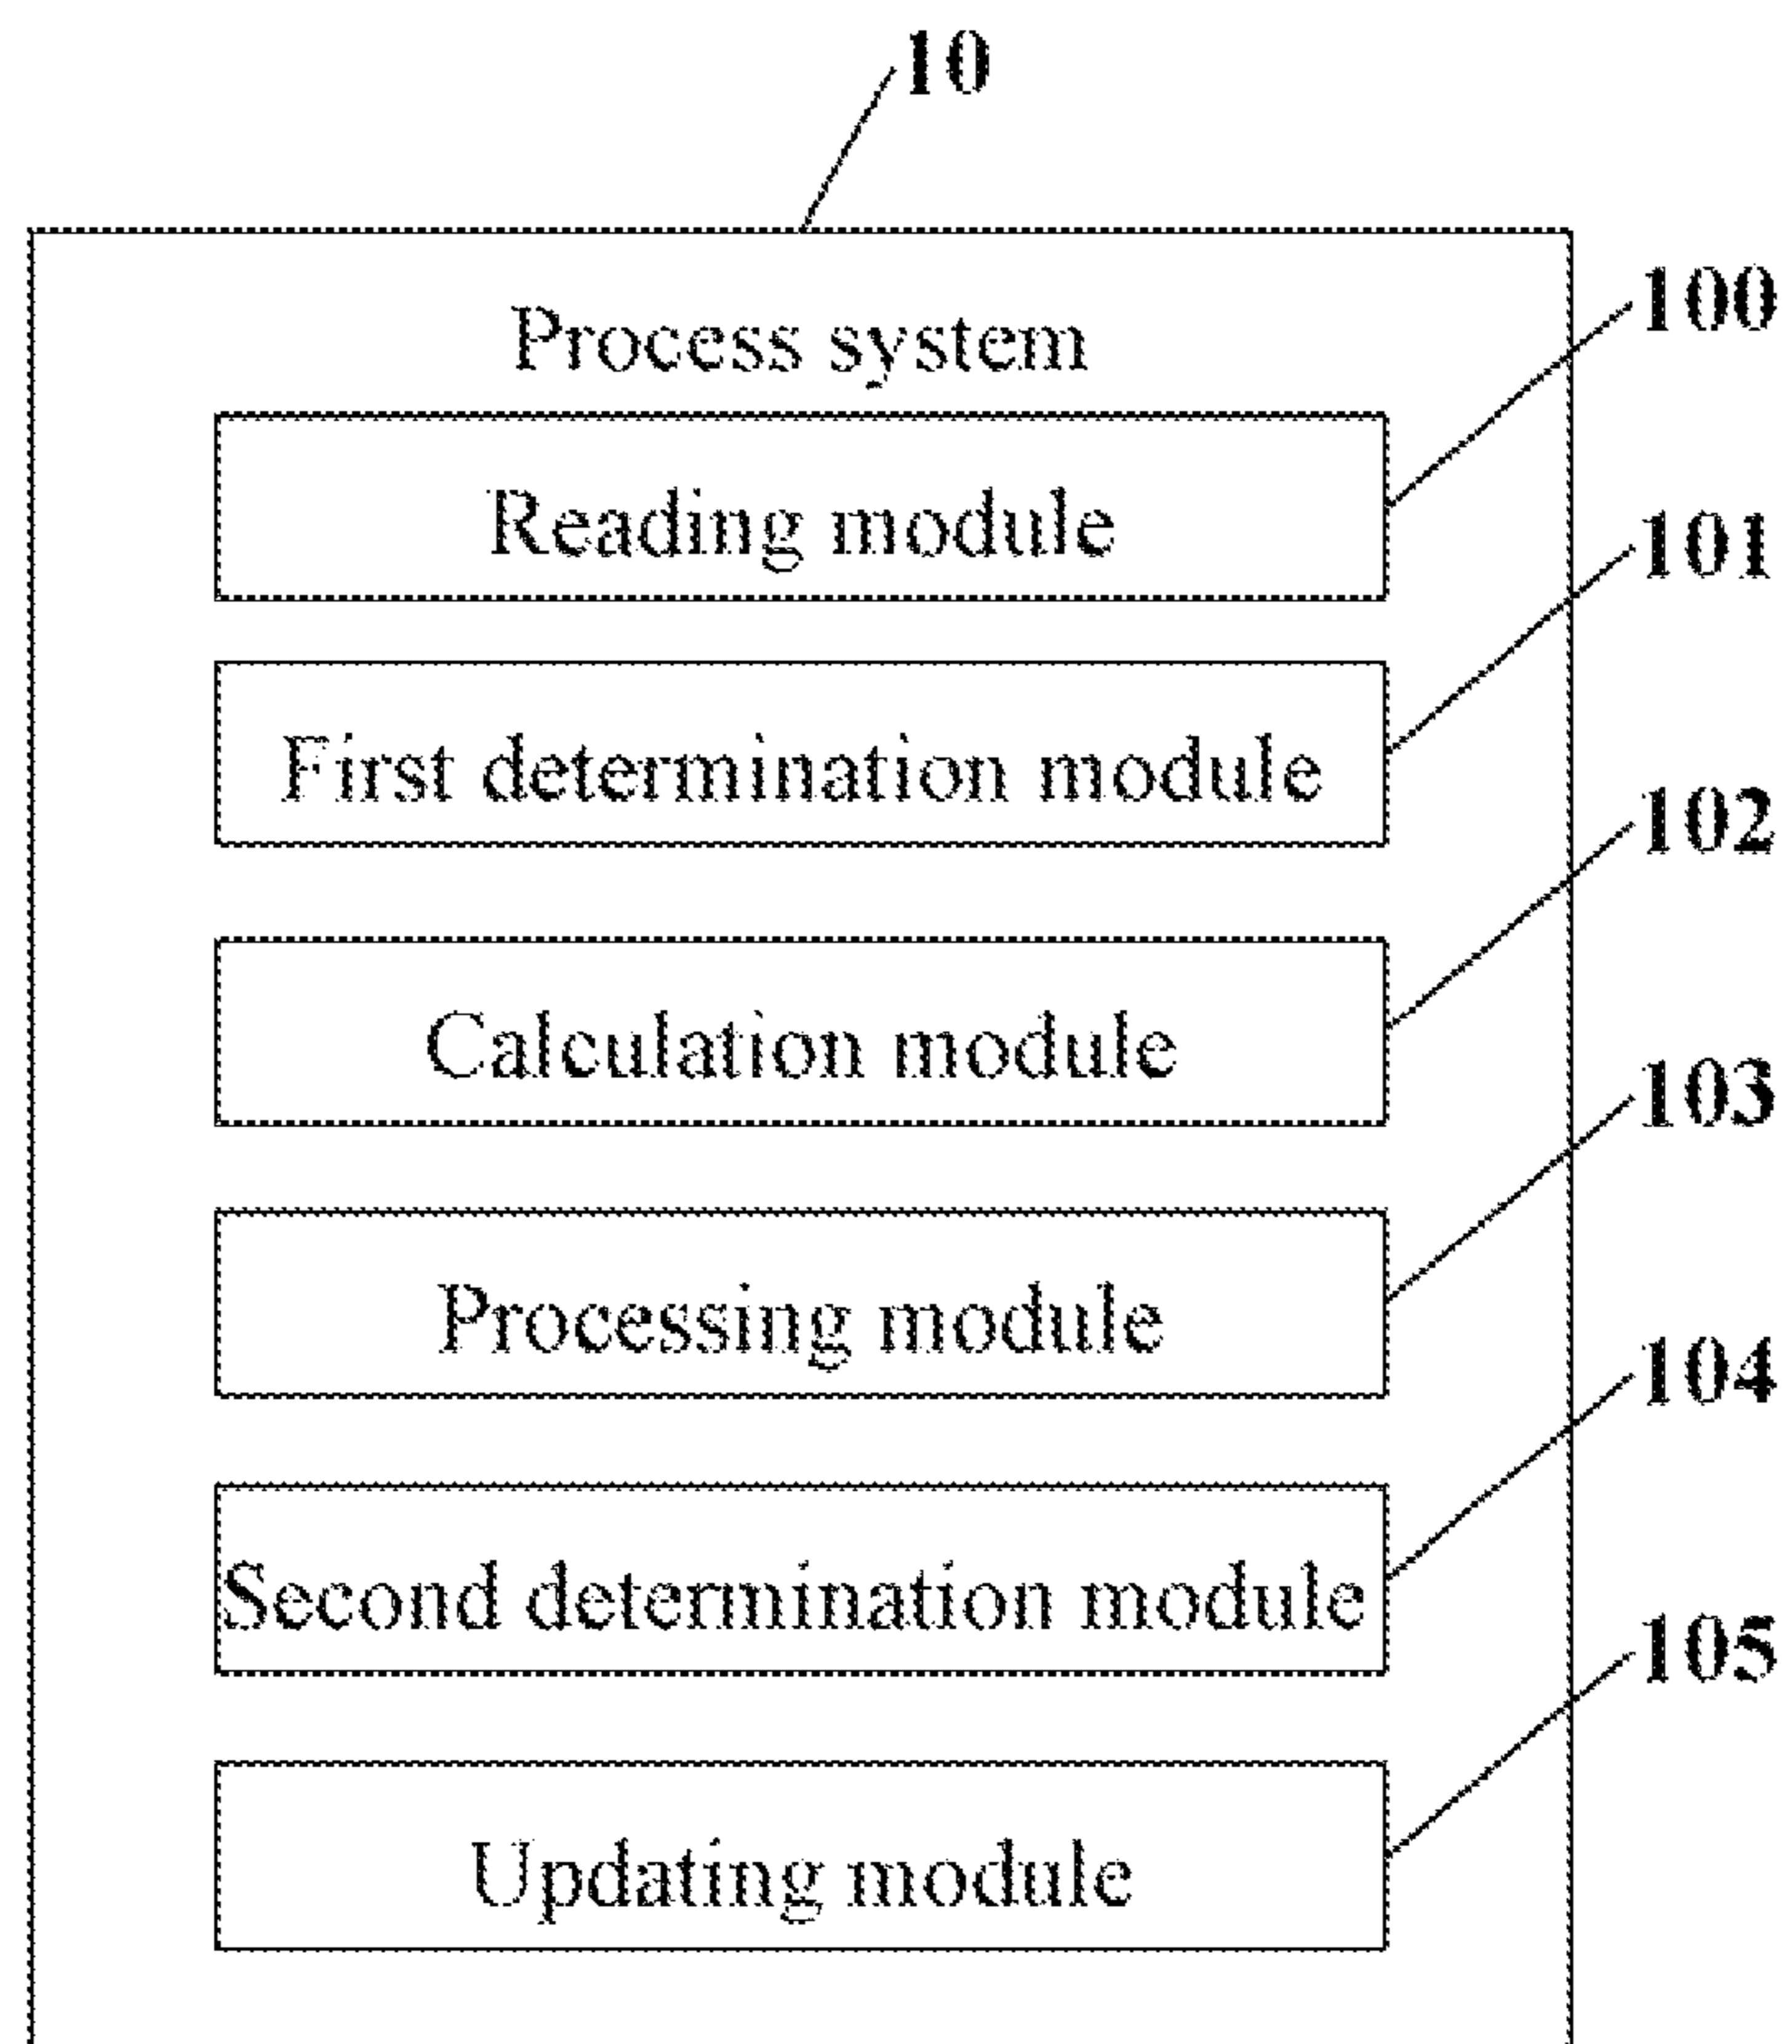 10
Process system
100
Reading module
101
First determination module
102
Calculation module
103
Processing module
104
Second determination module
105
Updating module